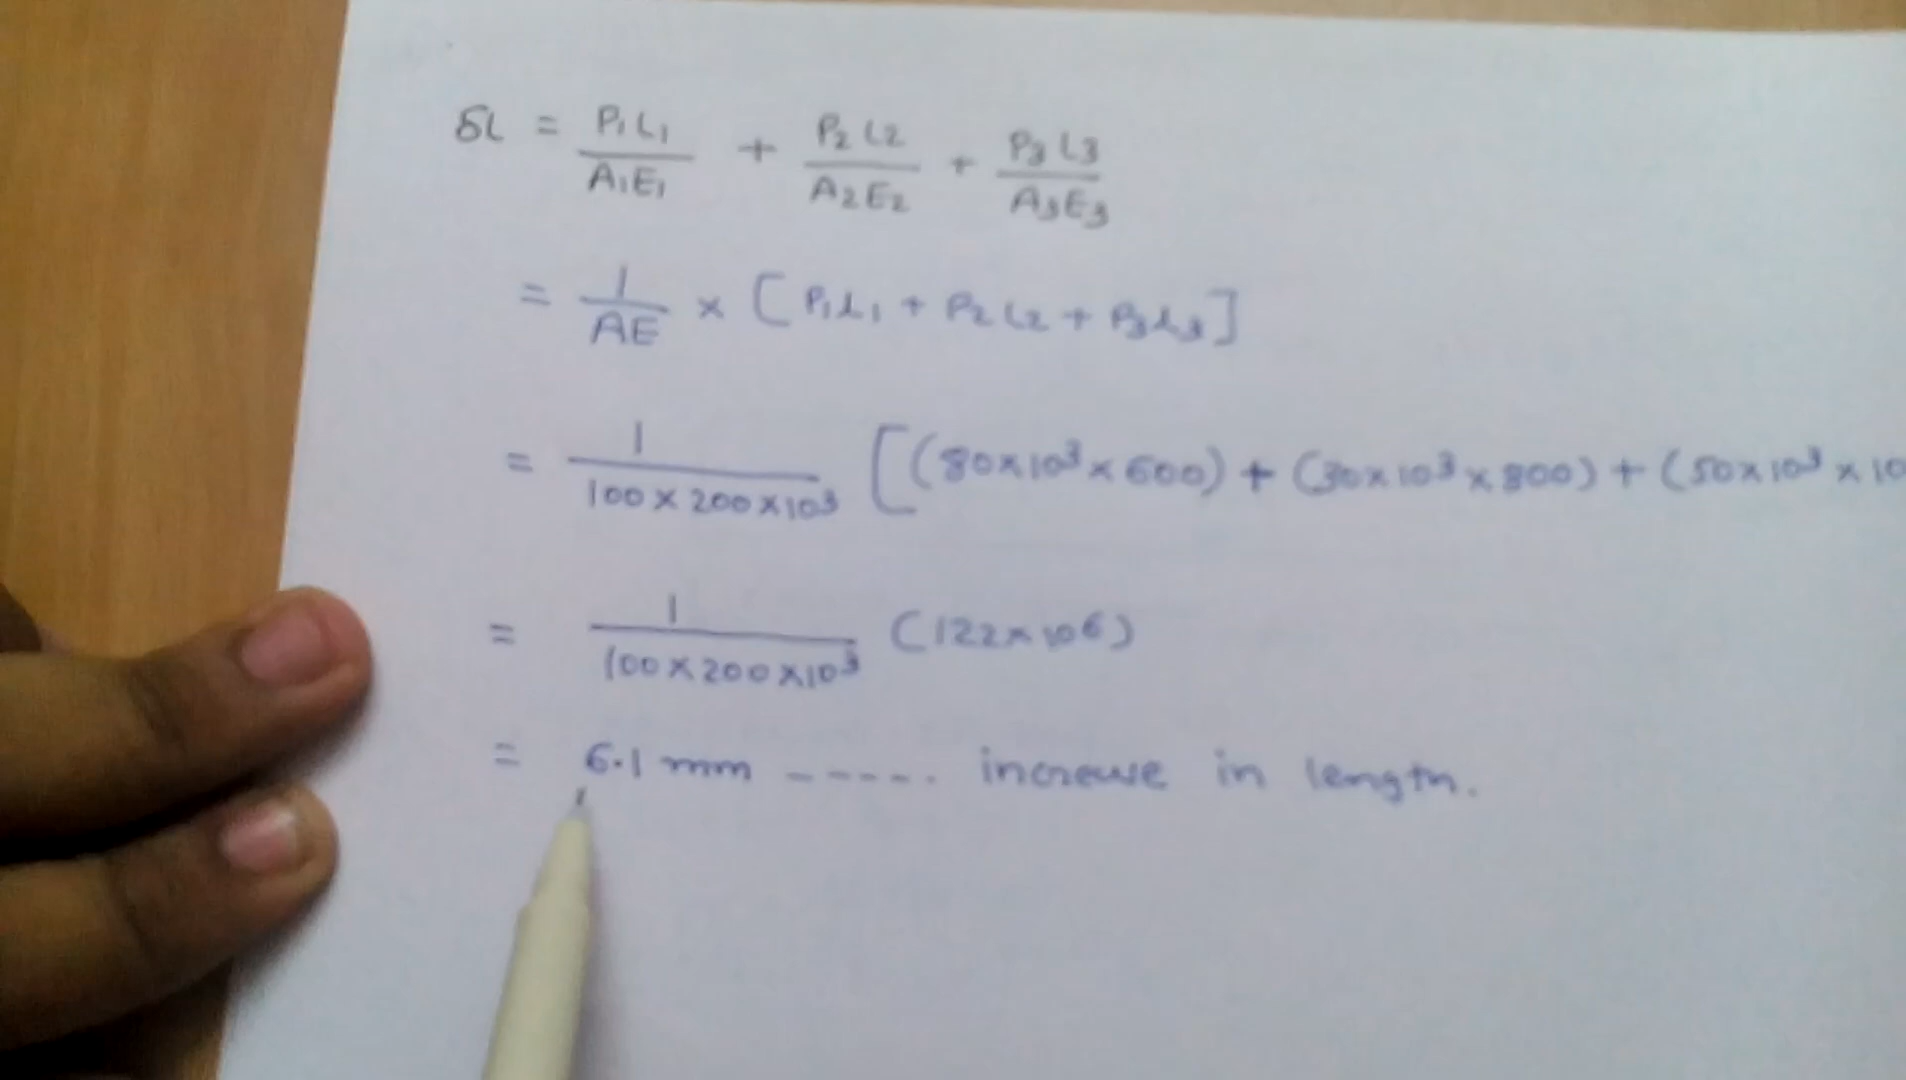 δL = P₁L₁/A₁E₁ + P₂L₂/A₂E₂ + P₃L₃/A₃E₃
= 1/AE × [P₁L₁ + P₂L₂ + P₃L₃]
= 1/100×200×10³ [(80×10³×600) + (30×10³×800) + (50×10³×10
= 1/100×200×10³ (122×10⁶)
= 6.1 mm ------ increase in length.